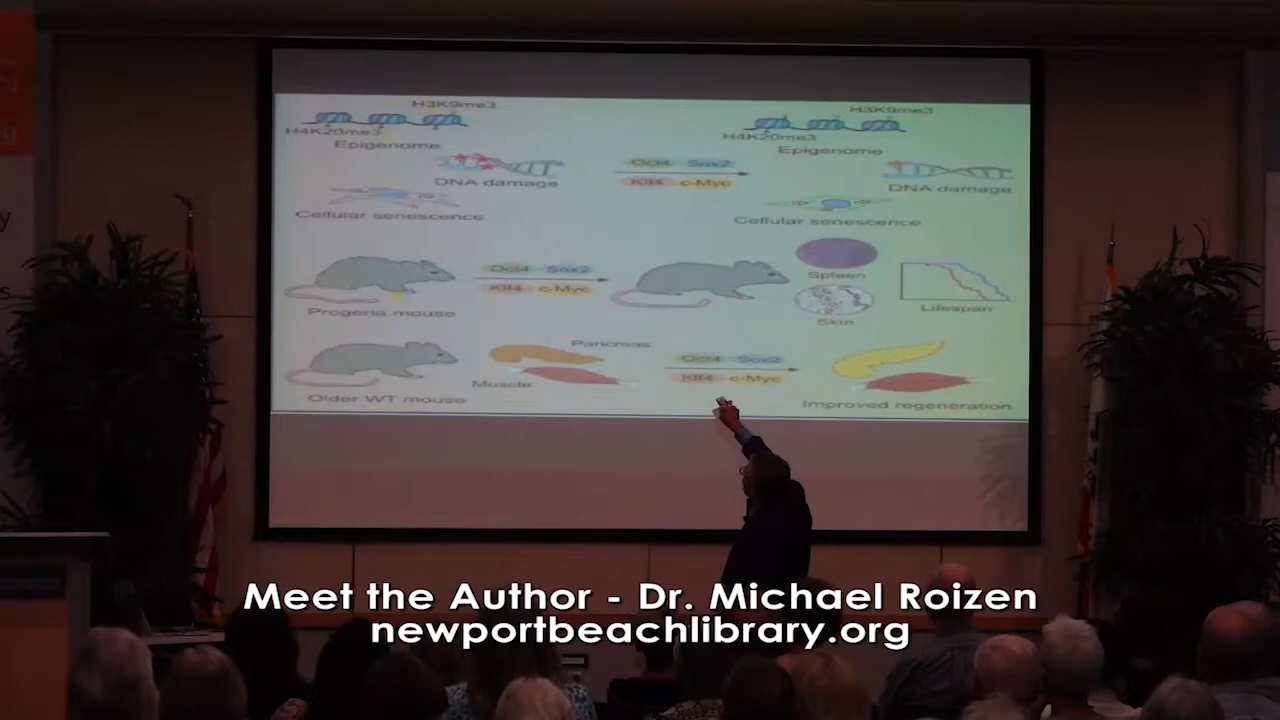 H3K9me3
H4K20me3
Epigenome
DNA damage
Cellular senescence
Oct4 Sox2
Klf4 c-Myc
H3K9me3
H4K20me3
Epigenome
DNA damage
Cellular senescence
Progeria mouse
Oct4 Sox2
Klf4 c-Myc
Spleen
Skin
Lifespan
Older WT mouse
Pancreas
Muscle
Oct4 Sox2
Klf4 c-Myc
Improved regeneration
Meet the Author - Dr. Michael Roizen
newportbeachlibrary.org